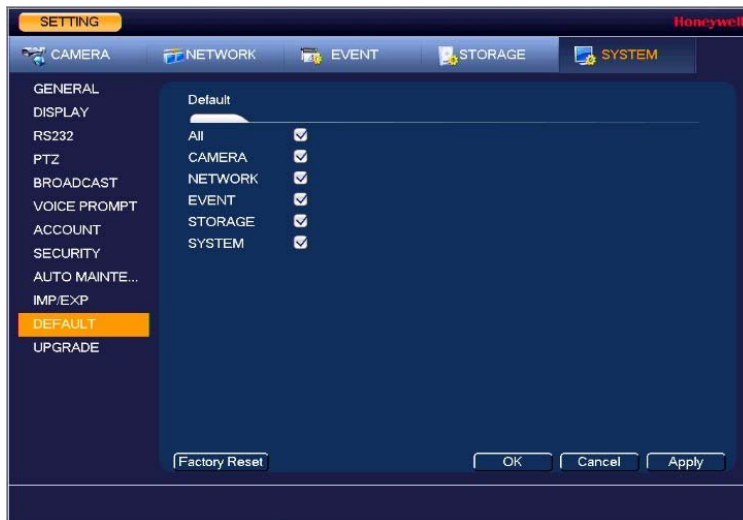 SETTING
Honeywell
CAMERA NETWORK EVENT STORAGE SYSTEM
GENERAL
DISPLAY
RS232
PTZ
BROADCAST
VOICE PROMPT
ACCOUNT
SECURITY
AUTO MAINTE...
IMP/EXP
DEFAULT
UPGRADE
Default
All
CAMERA
NETWORK
EVENT
STORAGE
SYSTEM
Factory Reset OK Cancel Apply